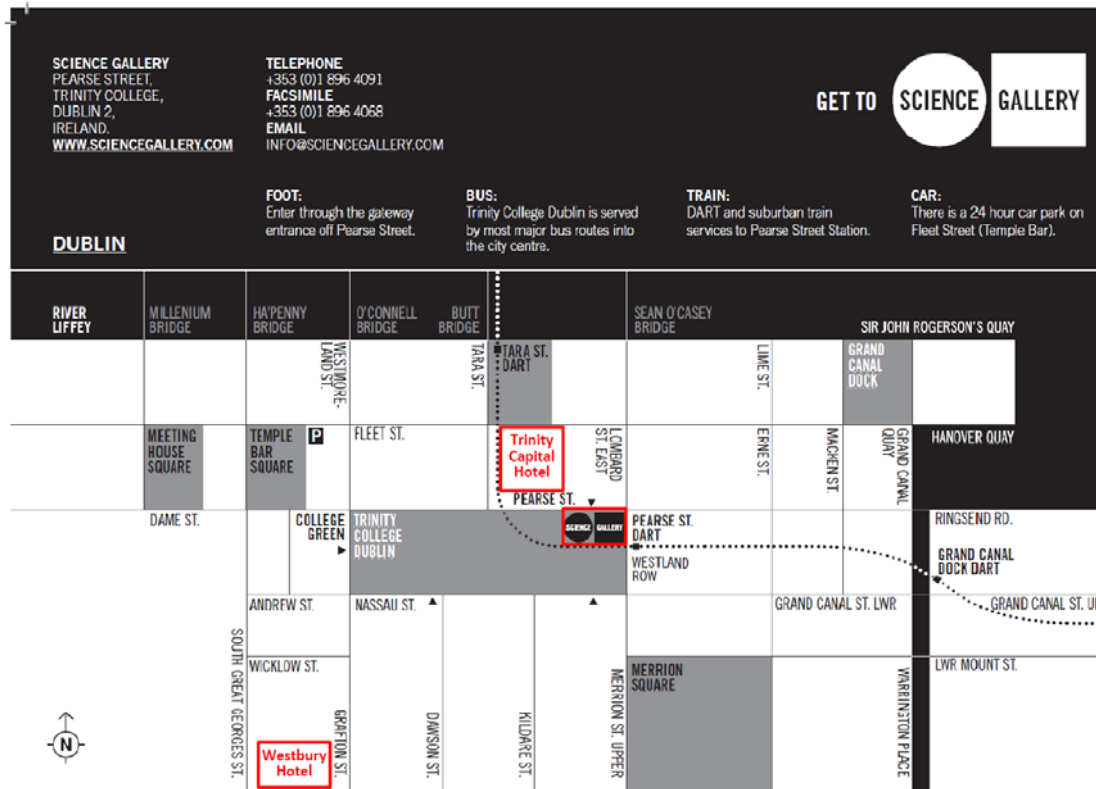 SCIENCE GALLERY
PEARSE STREET,
TRINITY COLLEGE,
DUBLIN 2,
IRELAND.
WWW.SCIENCEGALLERY.COM
TELEPHONE
+353 (0)1 896 4091
FACSIMILE
+353 (0)1 896 4068
EMAIL
INFO@SCIENCEGALLERY.COM
GET TO
SCIENCE
GALLERY
DUBLIN
FOOT:
Enter through the gateway
entrance off Pearse Street.
BUS:
Trinity College Dublin is served
by most major bus routes into
the city centre.
TRAIN:
DART and suburban train
services to Pearse Street Station.
CAR:
There is a 24 hour car park on
Fleet Street (Temple Bar).
RIVER
LIFFEY
MILLENIUM
BRIDGE
HA'PENNY
BRIDGE
O'CONNELL
BRIDGE
BUTT
BRIDGE
SEAN O'CASEY
BRIDGE
SIR JOHN ROGERSON'S QUAY
WESTMORE-
LAND ST.
TARA ST.
TARA ST.
DART
LIME ST.
GRAND
CANAL
DOCK
MEETING
HOUSE
SQUARE
TEMPLE
BAR
SQUARE
P
FLEET ST.
Trinity
Capital
Hotel
LOMBARD
ST. EAST
ERNE ST.
MACKEN ST.
GRAND CANAL
QUAY
HANOVER QUAY
PEARSE ST.
DAME ST.
COLLEGE
GREEN
TRINITY
COLLEGE
DUBLIN
SCIENCE
GALLERY
PEARSE ST.
DART
WESTLAND
ROW
RINGSEND RD.
GRAND CANAL
DOCK DART
ANDREW ST.
NASSAU ST.
GRAND CANAL ST. LWR
GRAND CANAL ST. U
SOUTH GREAT GEORGES ST.
WICKLOW ST.
GRAFTON ST.
DAWSON ST.
KILDARE ST.
MERRION ST. UPPER
MERRION
SQUARE
WARRINGTON PLACE
LWR MOUNT ST.
N
Westbury
Hotel